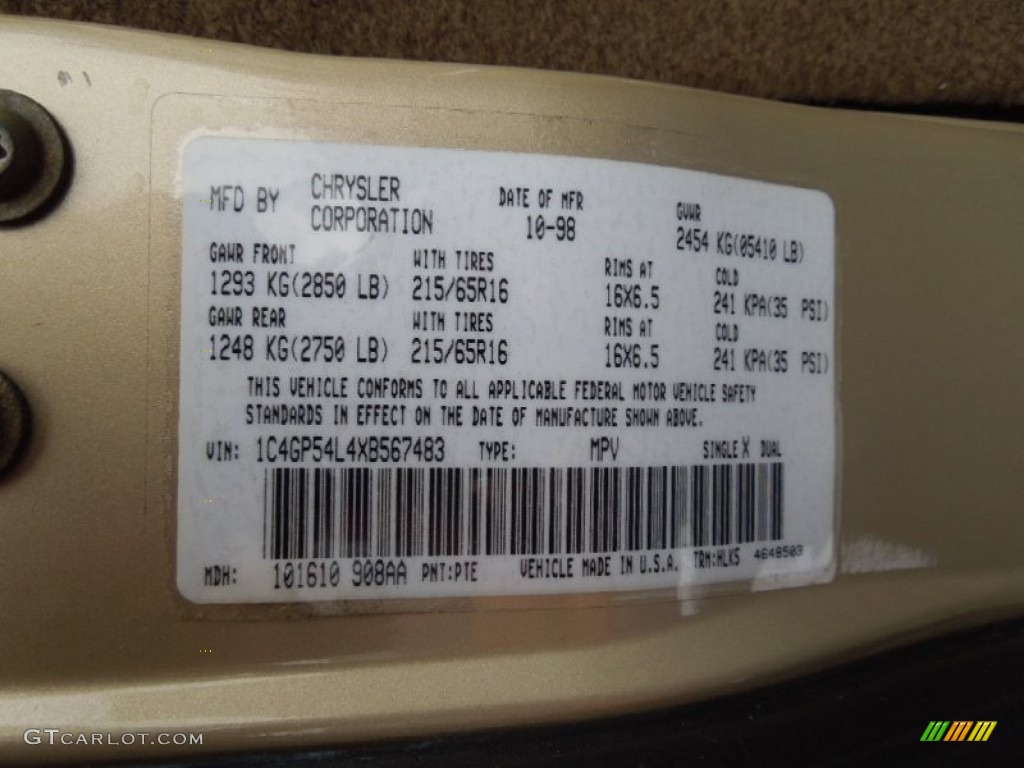 MFD BY CHRYSLER CORPORATION DATE OF MFR 10-98 GVWR 2454 KG(05410 LB)
GAWR FRONT WITH TIRES RIMS AT COLD
1293 KG(2850 LB) 215/65R16 16X6.5 241 KPA(35 PSI)
GAWR REAR WITH TIRES RIMS AT COLD
1248 KG(2750 LB) 215/65R16 16X6.5 241 KPA(35 PSI)
THIS VEHICLE CONFORMS TO ALL APPLICABLE FEDERAL MOTOR VEHICLE SAFETY
STANDARDS IN EFFECT ON THE DATE OF MANUFACTURE SHOWN ABOVE.
VIN: 1C4GP54L4XB567483 TYPE: MPV SINGLE X DUAL
MDH: 101610 908AA PNT:PTE VEHICLE MADE IN U.S.A. TRM:HLK5 4648503
GTCARLOT.COM